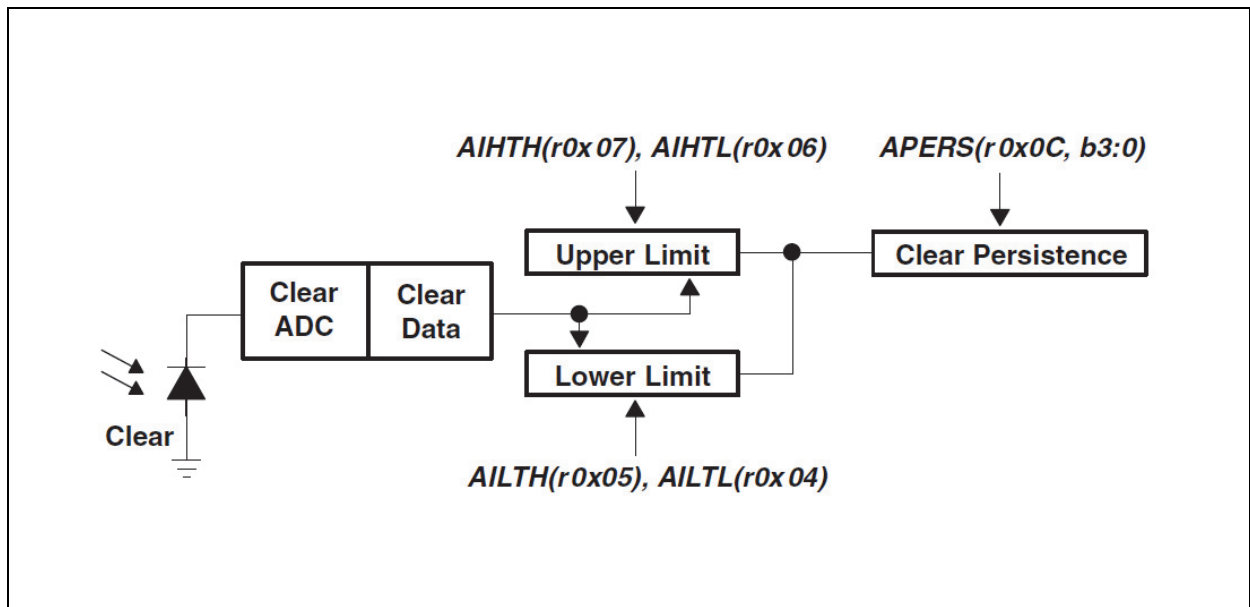 AIHTH(r0x07), AIHTL(r0x06)
APERS(r0x0C, b3:0)
Upper Limit
Clear Persistence
Clear
ADC
Clear
Data
Lower Limit
Clear
AILTH(r0x05), AILTL(r0x04)